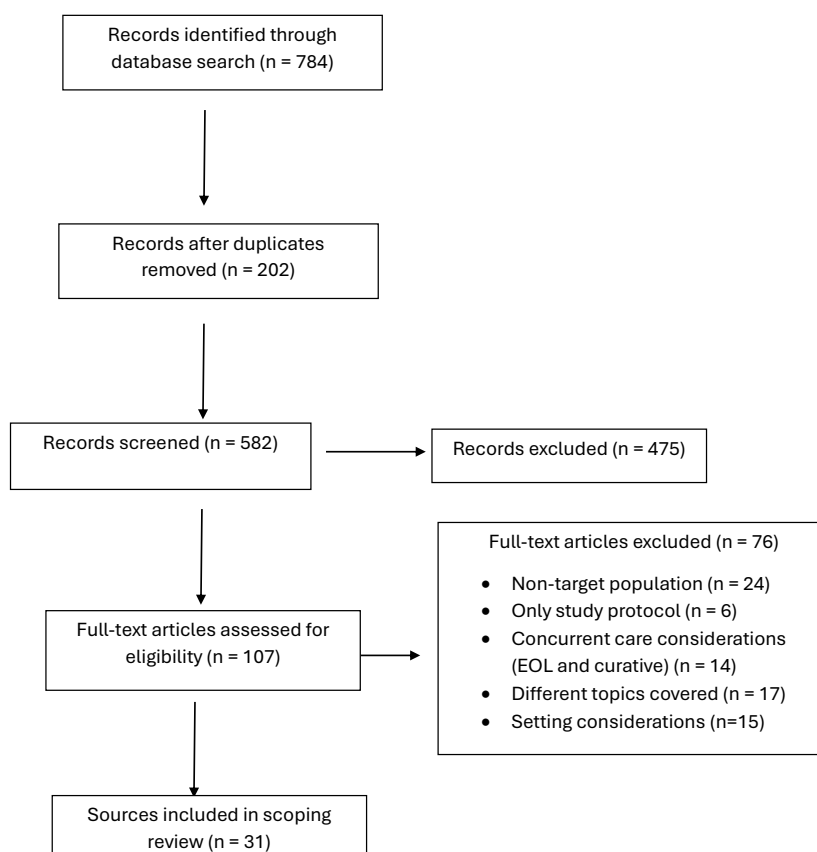 Records identified through
database search (n = 784)
Records after duplicates
removed (n = 202)
Records screened (n = 582)
Records excluded (n = 475)
Full-text articles excluded (n = 76)
• Non-target population (n = 24)
• Only study protocol (n = 6)
• Concurrent care considerations
(EOL and curative) (n = 14)
• Different topics covered (n = 17)
• Setting considerations (n=15)
Full-text articles assessed for
eligibility (n = 107)
Sources included in scoping
review (n = 31)